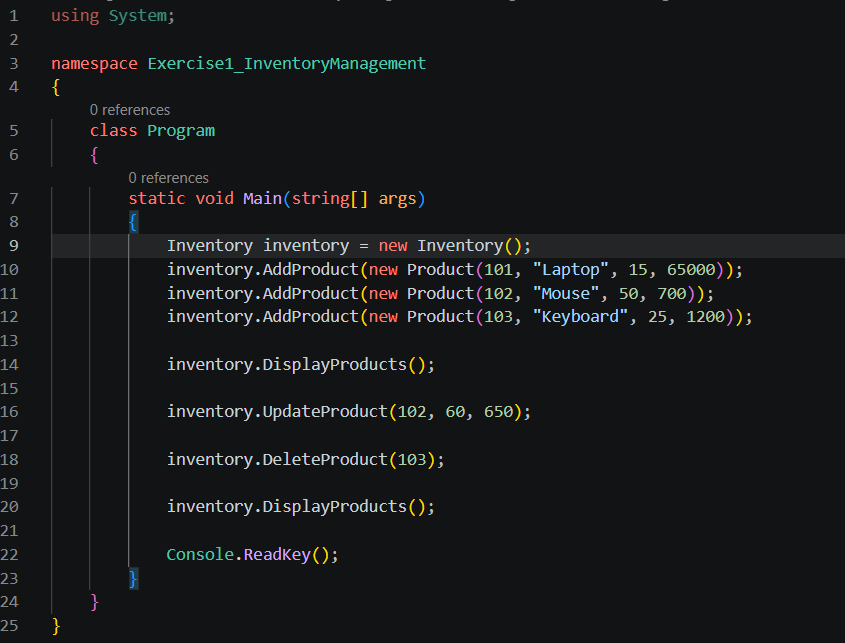 1 using System;
2
3 namespace Exercise1_InventoryManagement
4 {
0 references
5 class Program
6 {
0 references
7 static void Main(string[] args)
8 {
9 Inventory inventory = new Inventory();
10 inventory.AddProduct(new Product(101, "Laptop", 15, 65000));
11 inventory.AddProduct(new Product(102, "Mouse", 50, 700));
12 inventory.AddProduct(new Product(103, "Keyboard", 25, 1200));
13
14 inventory.DisplayProducts();
15
16 inventory.UpdateProduct(102, 60, 650);
17
18 inventory.DeleteProduct(103);
19
20 inventory.DisplayProducts();
21
22 Console.ReadKey();
23 }
24 }
25 }